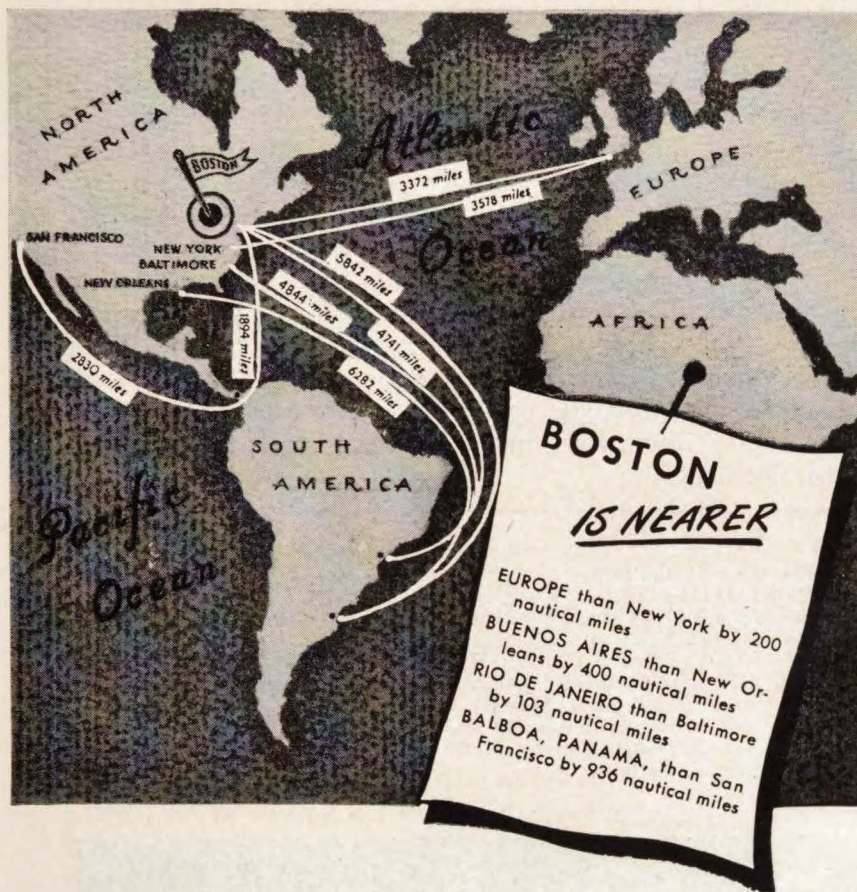 NORTH
AMERICA
Atlantic
Ocean
BOSTON
3372 miles
3578 miles
EUROPE
SAN FRANCISCO
NEW YORK
BALTIMORE
NEW ORLEANS
5842 miles
4844 miles
4741 miles
6282 miles
1894 miles
2830 miles
AFRICA
SOUTH
AMERICA
Pacific
Ocean
BOSTON
IS NEARER
EUROPE than New York by 200
nautical miles
BUENOS AIRES than New Or-
leans by 400 nautical miles
RIO DE JANEIRO than Baltimore
by 103 nautical miles
BALBOA, PANAMA, than San
Francisco by 936 nautical miles